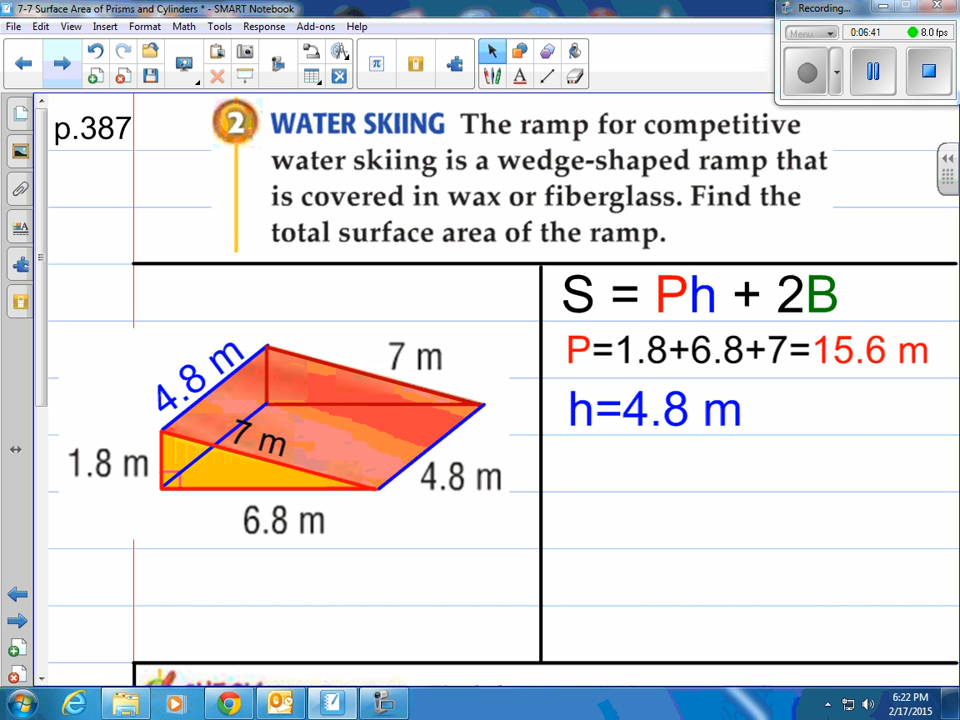 7-7 Surface Area of Prisms and Cylinders * - SMART Notebook
File Edit View Insert Format Math Tools Response Add-ons Help
Recording...
Menu 0:06:41 8.0 fps
p.387
2 WATER SKIING The ramp for competitive
water skiing is a wedge-shaped ramp that
is covered in wax or fiberglass. Find the
total surface area of the ramp.
S = Ph + 2B
P=1.8+6.8+7=15.6 m
h=4.8 m
4.8 m
7 m
7 m
1.8 m
4.8 m
6.8 m
6:22 PM
2/17/2015